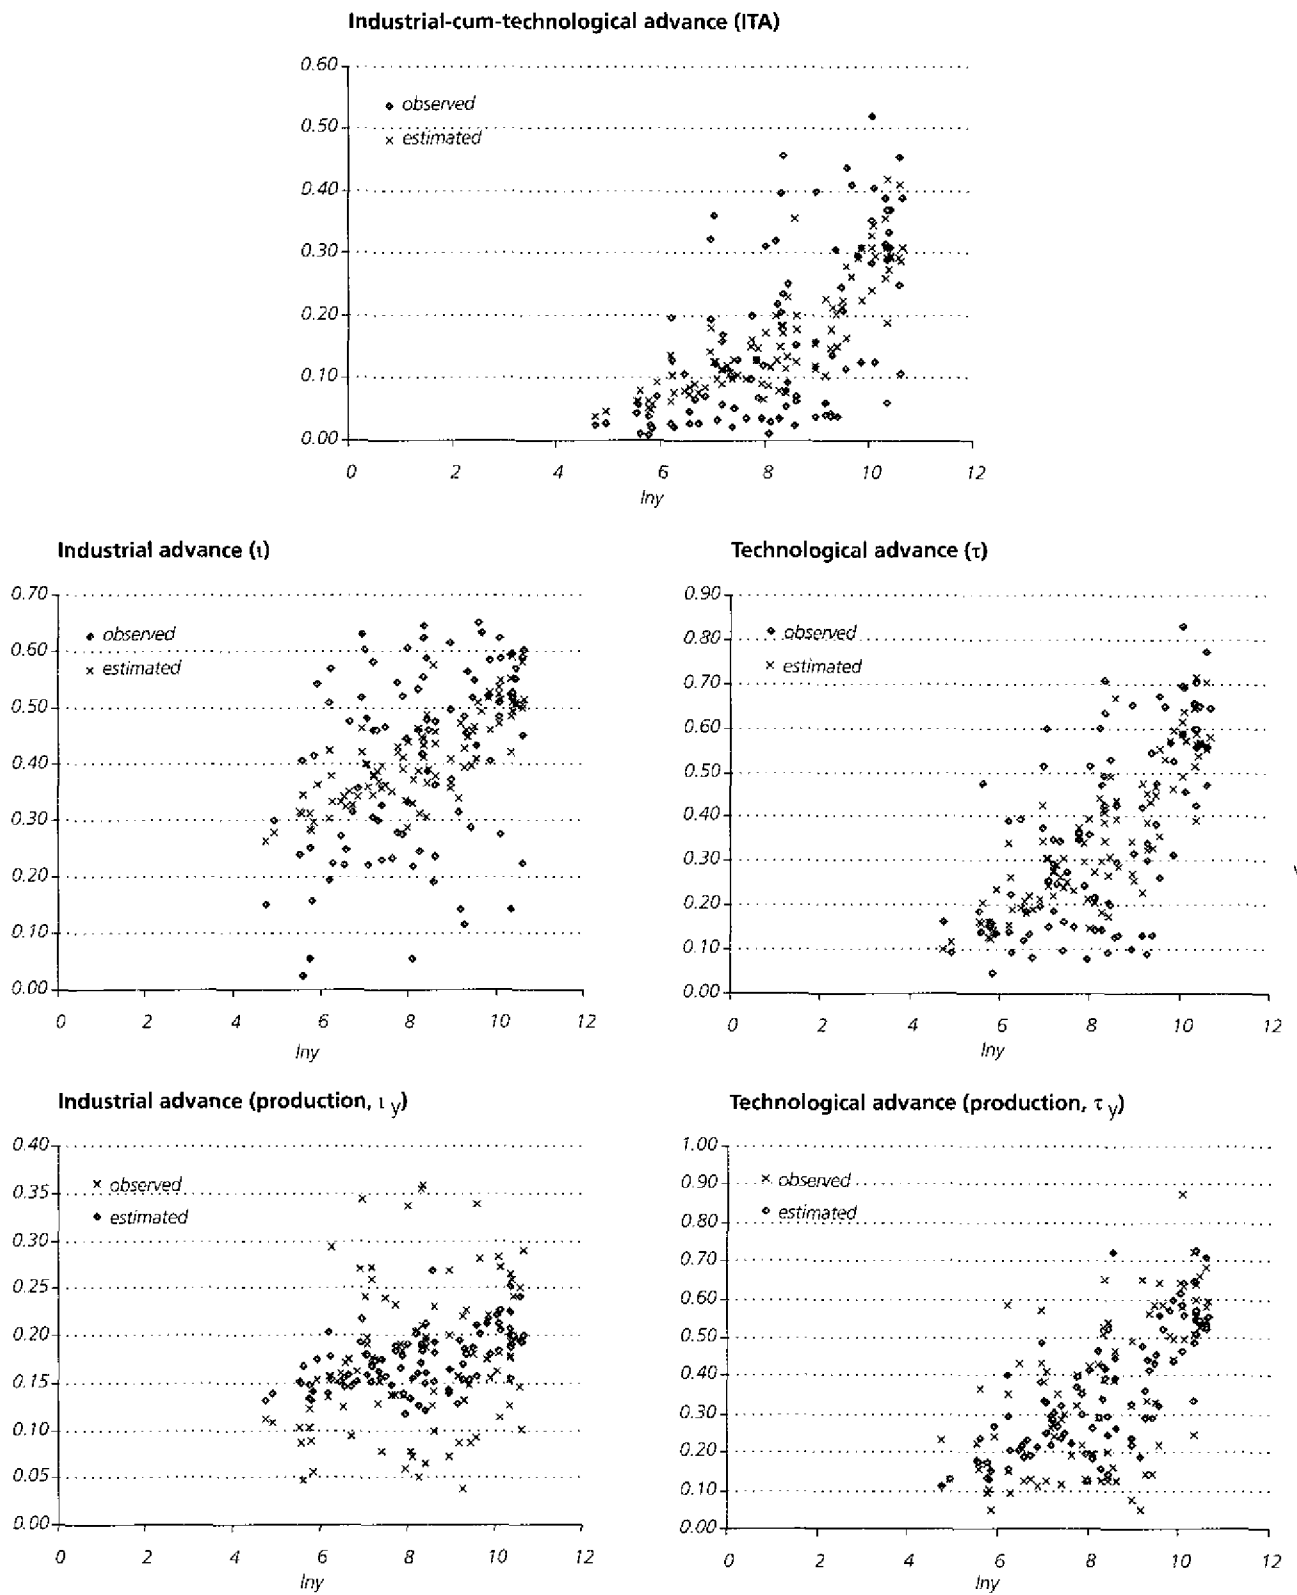 Industrial-cum-technological advance (ITA)
0.60
observed
0.50
estimated
0.40
0.30
0.20
0.10
0.00
0 2 4 6 8 10 12
lny
Industrial advance (ι)
0.70
0.60
observed
estimated
0.50
0.40
0.30
0.20
0.10
0.00
0 2 4 6 8 10 12
lny
Technological advance (τ)
0.90
0.80
observed
0.70
estimated
0.60
0.50
0.40
0.30
0.20
0.10
0.00
0 2 4 6 8 10 12
lny
Industrial advance (production, ι y)
0.40
observed
0.35
estimated
0.30
0.25
0.20
0.15
0.10
0.05
0.00
0 2 4 6 8 10 12
lny
Technological advance (production, τ y)
1.00
0.90
observed
0.80
estimated
0.70
0.60
0.50
0.40
0.30
0.20
0.10
0.00
0 2 4 6 8 10 12
lny